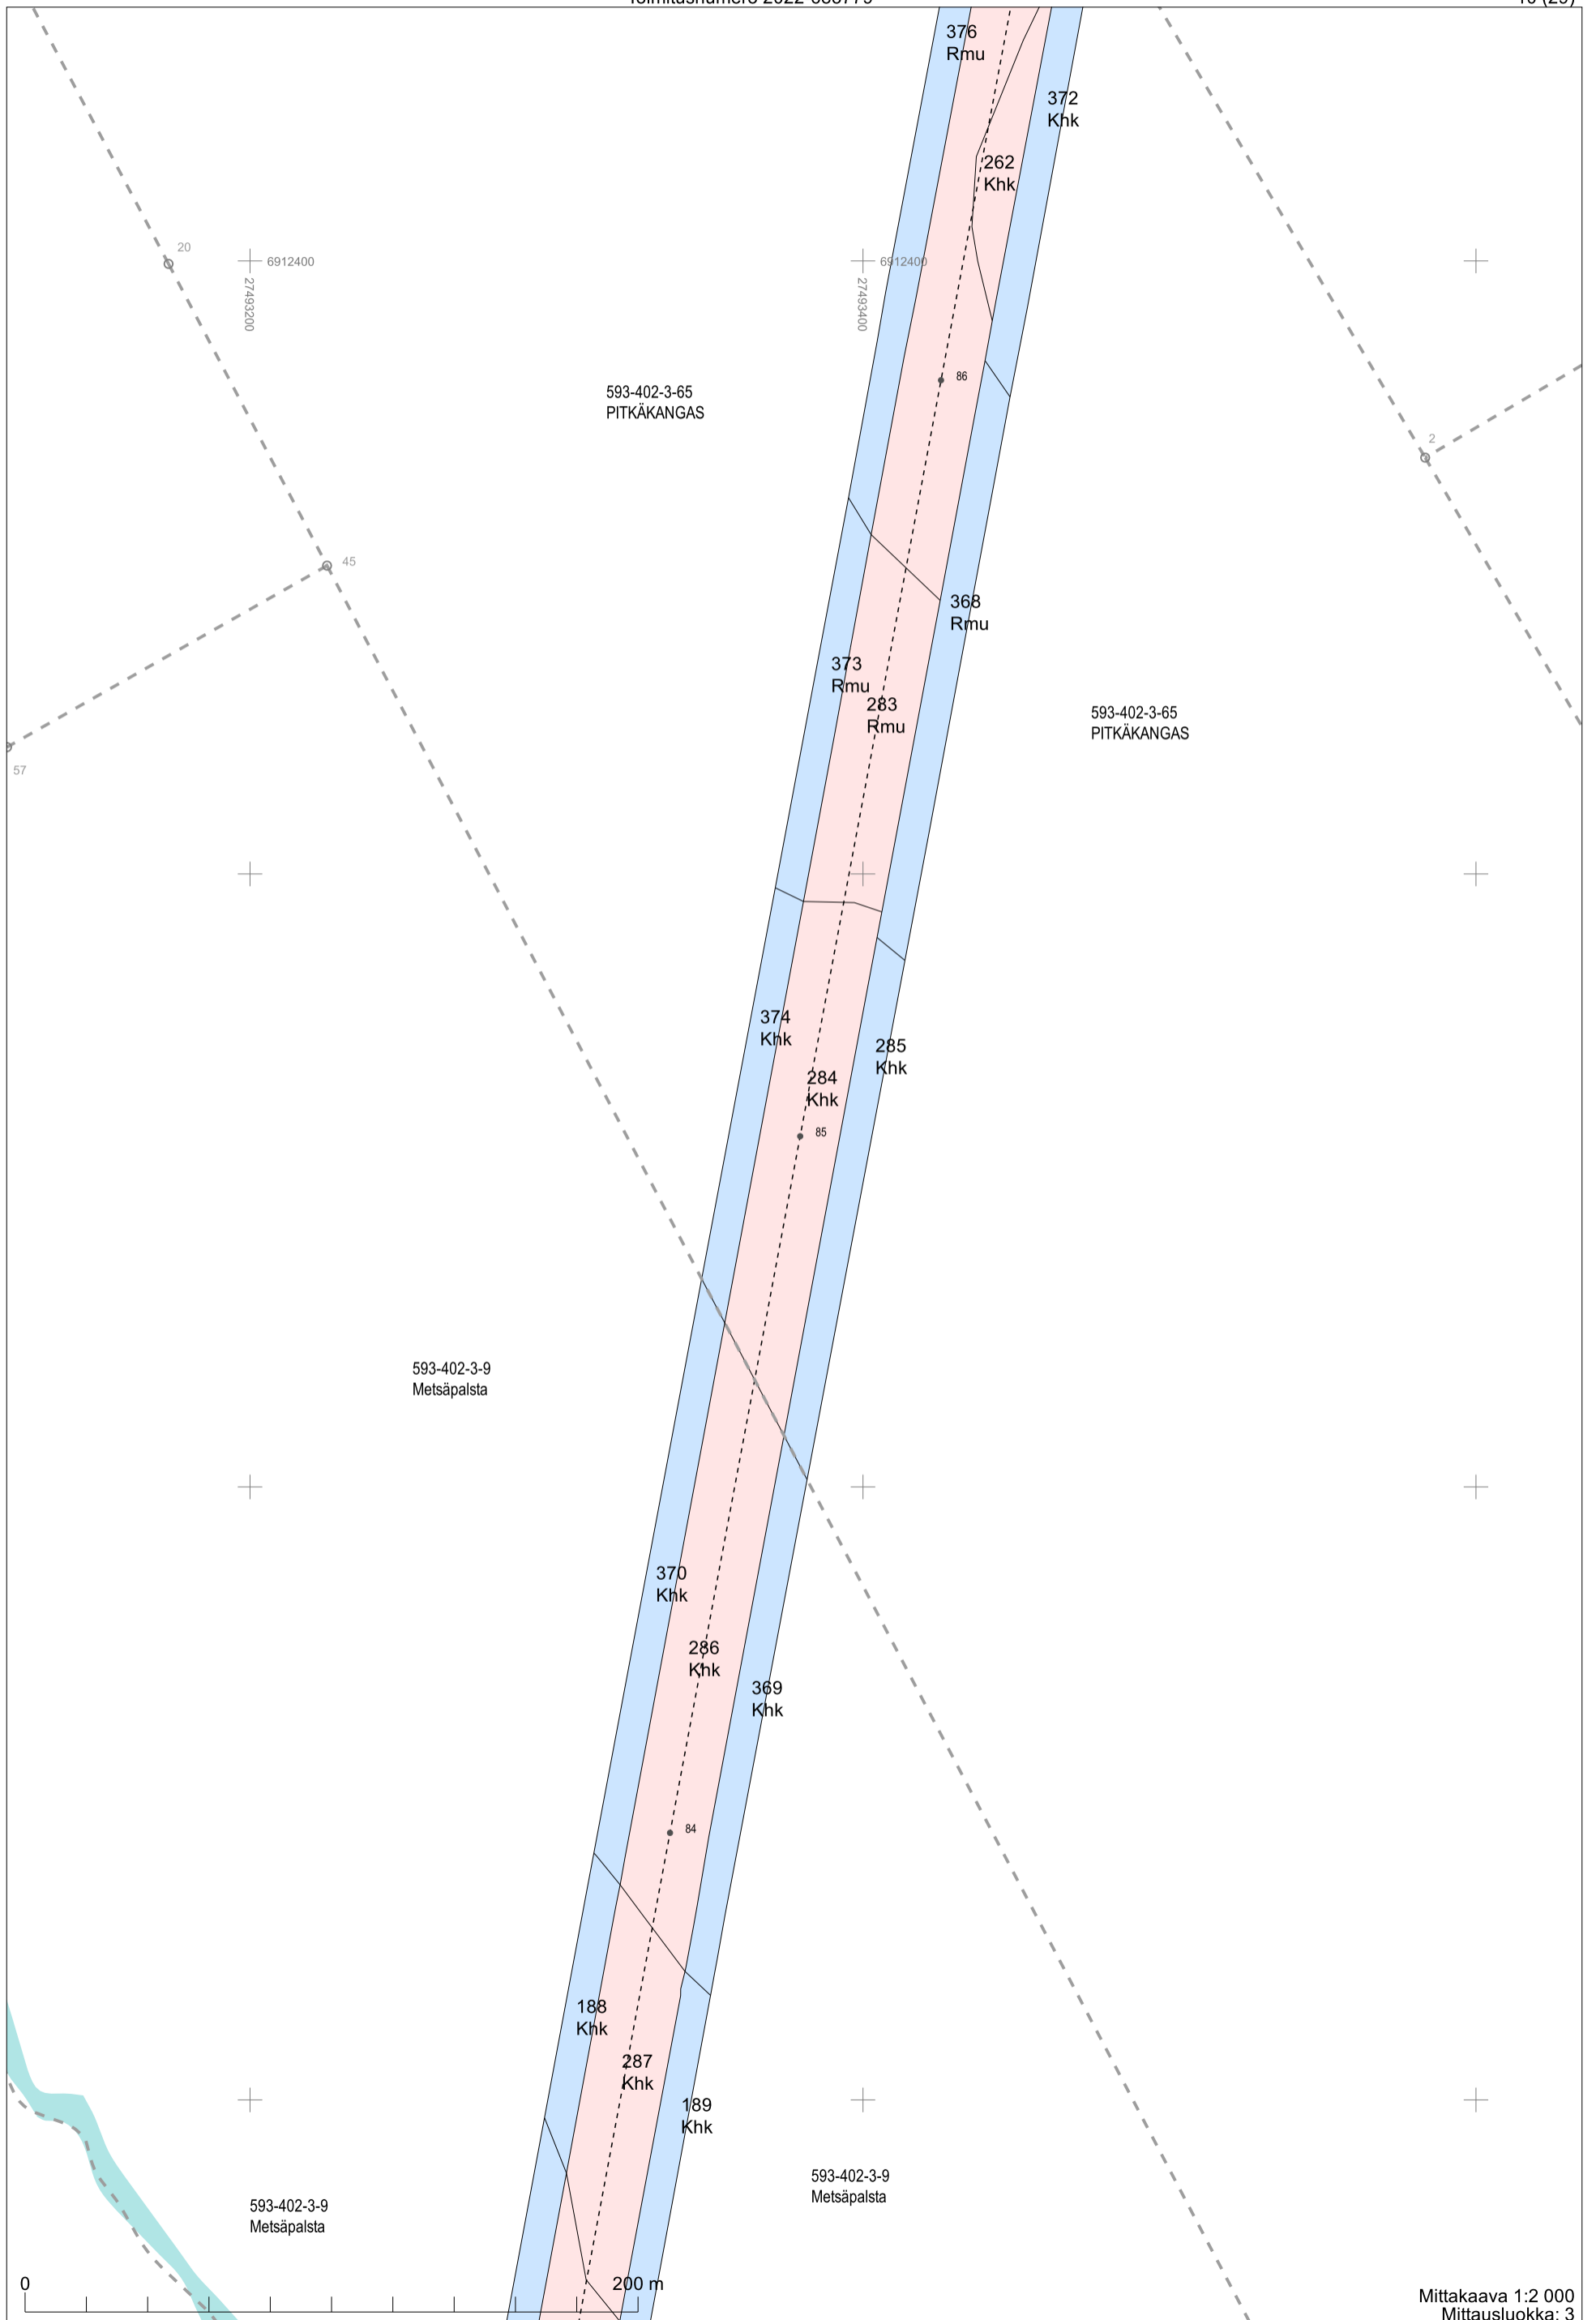 376
Rmu
372
Khk
262
Khk
20
6912400
6912400
27493200
27493400
86
593-402-3-65
PITKÄKANGAS
2
45
368
Rmu
373
Rmu
283
Rmu
593-402-3-65
PITKÄKANGAS
57
374
Khk
285
Khk
284
Khk
85
593-402-3-9
Metsäpalsta
370
Khk
286
Khk
369
Khk
84
188
Khk
287
Khk
189
Khk
593-402-3-9
Metsäpalsta
593-402-3-9
Metsäpalsta
0
200 m
Mittakaava 1:2 000
Mittausluokka: 3